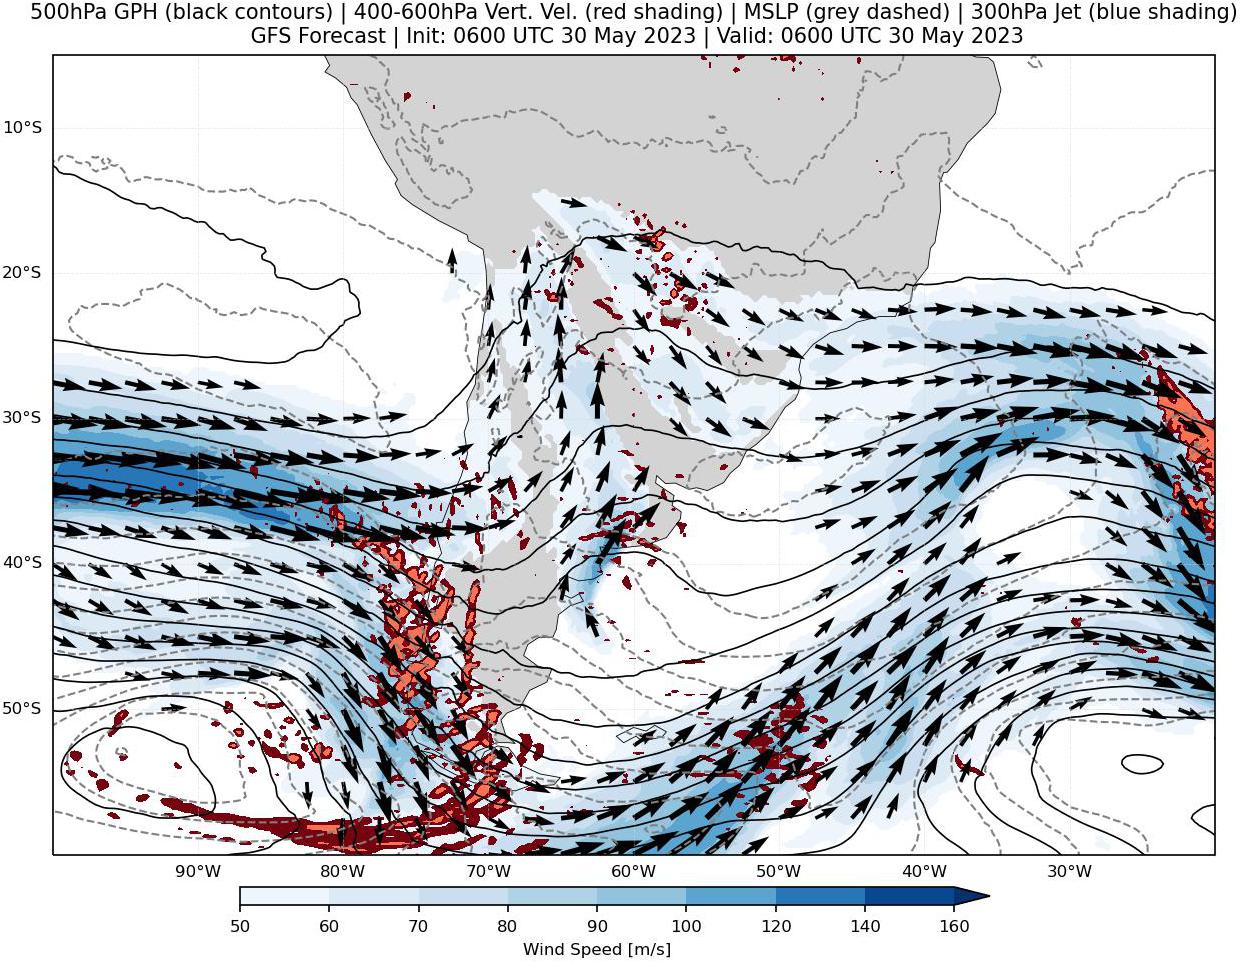 500hPa GPH (black contours) | 400-600hPa Vert. Vel. (red shading) | MSLP (grey dashed) | 300hPa Jet (blue shading)
GFS Forecast | Init: 0600 UTC 30 May 2023 | Valid: 0600 UTC 30 May 2023
10°S
20°S
30°S
40°S
50°S
90°W 80°W 70°W 60°W 50°W 40°W 30°W
50 60 70 80 90 100 120 140 160
Wind Speed [m/s]